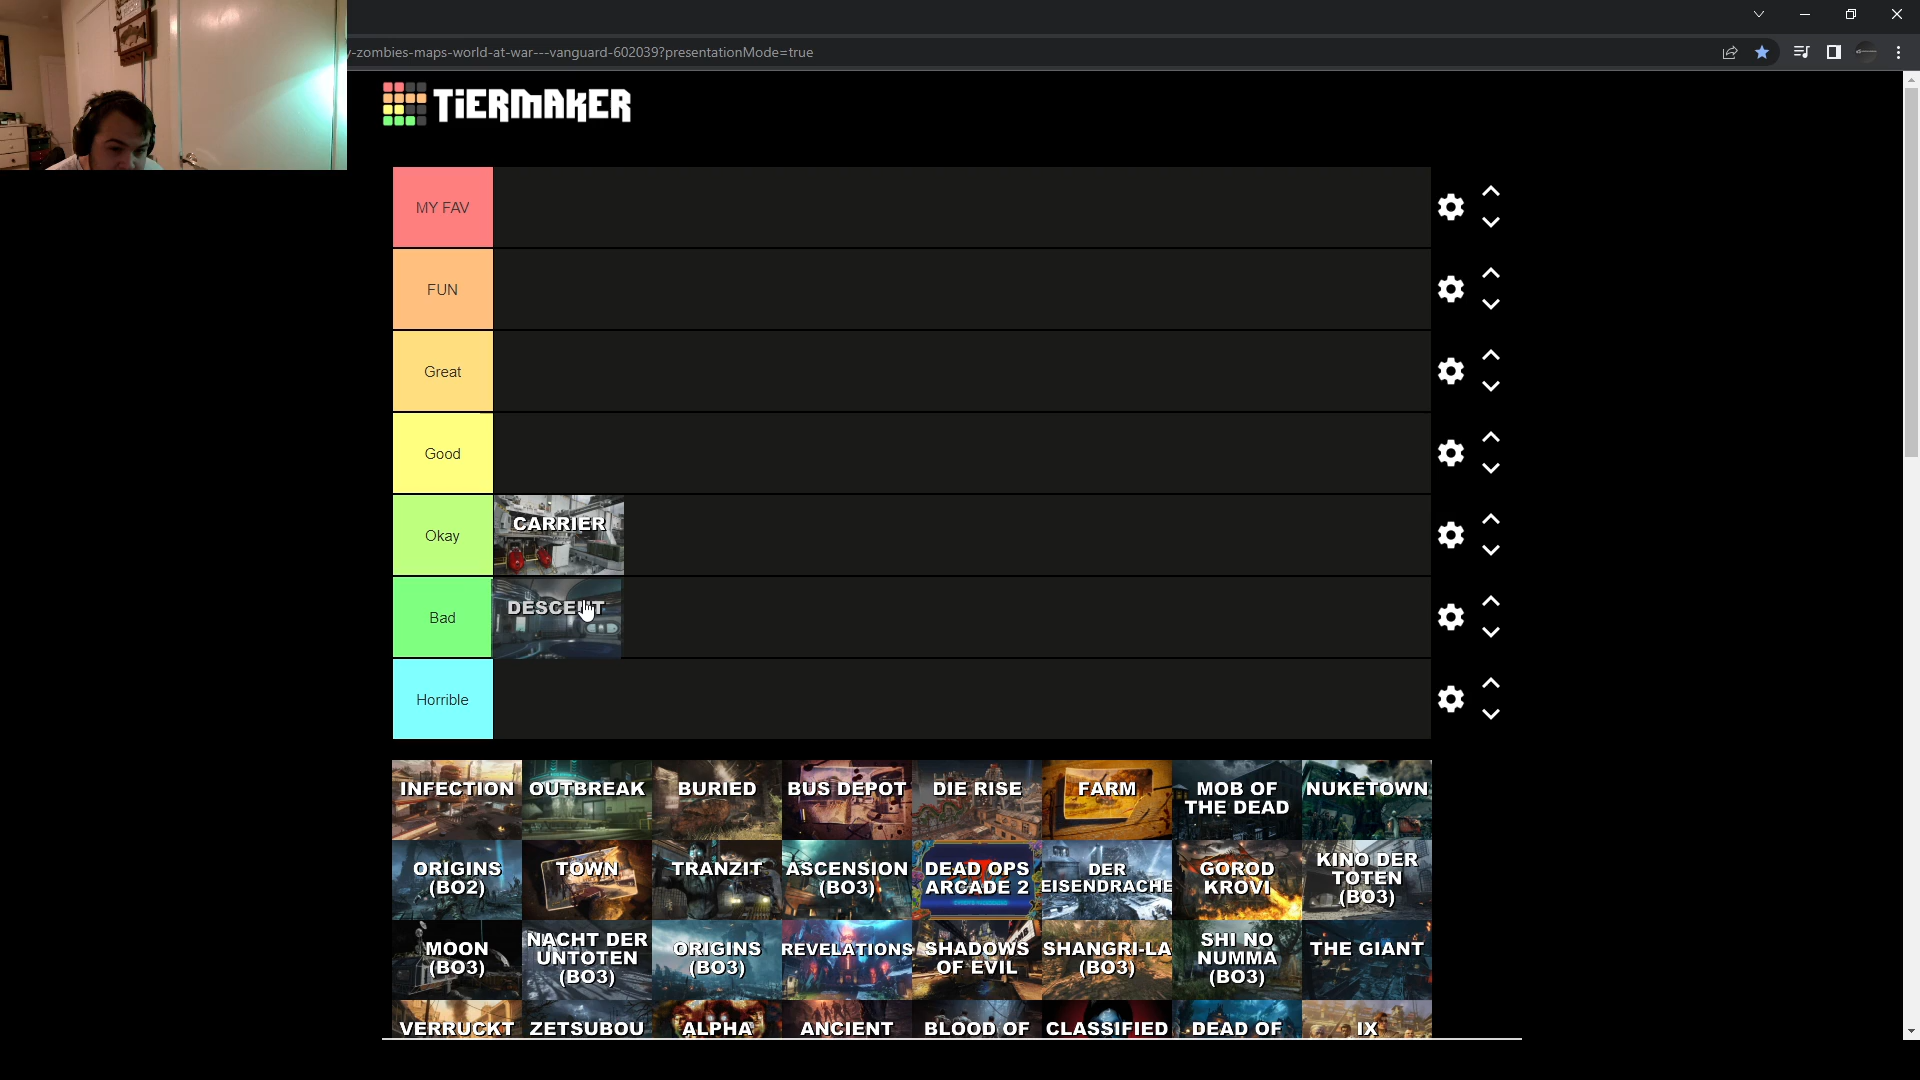 -zombies-maps-world-at-war---vanguard-602039?presentationMode=true
TiERMAKER
MY FAV
FUN
Great
Good
Okay
CARRIER
Bad
DESCENT
Horrible
INFECTION
OUTBREAK
BURIED
BUS DEPOT
DIE RISE
FARM
MOB OF
THE DEAD
NUKETOWN
ORIGINS
(BO2)
TOWN
TRANZIT
ASCENSION
(BO3)
DEAD OPS
ARCADE 2
DER
EISENDRACHE
GOROD
KROVI
KINO DER
TOTEN
(BO3)
MOON
(BO3)
NACHT DER
UNTOTEN
(BO3)
ORIGINS
(BO3)
REVELATIONS
SHADOWS
OF EVIL
SHANGRI-LA
(BO3)
SHI NO
NUMMA
(BO3)
THE GIANT
VERRUCKT
ZETSUBOU
ALPHA
ANCIENT
BLOOD OF
CLASSIFIED
DEAD OF
IX